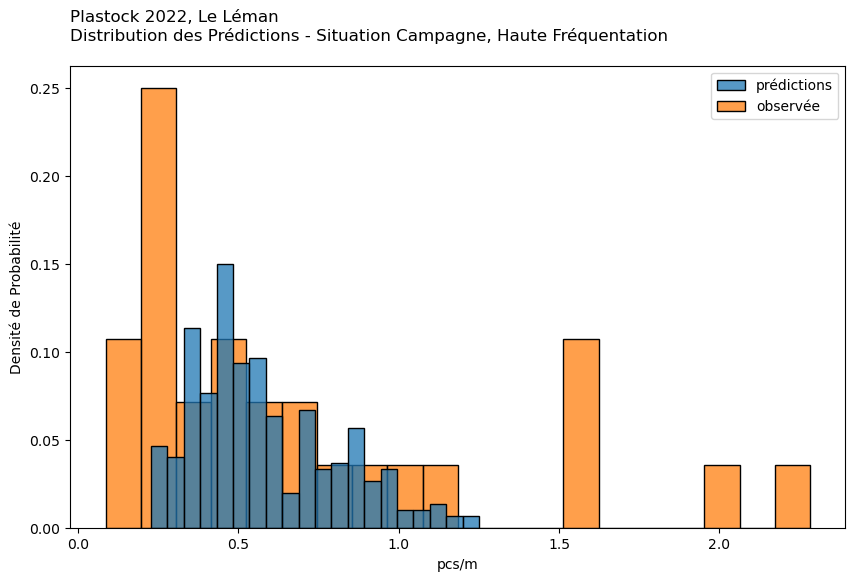 Plastock 2022, Le Léman
Distribution des Prédictions - Situation Campagne, Haute Fréquentation
prédictions
observée
Densité de Probabilité
0.25
0.20
0.15
0.10
0.05
0.00
0.0 0.5 1.0 1.5 2.0
pcs/m